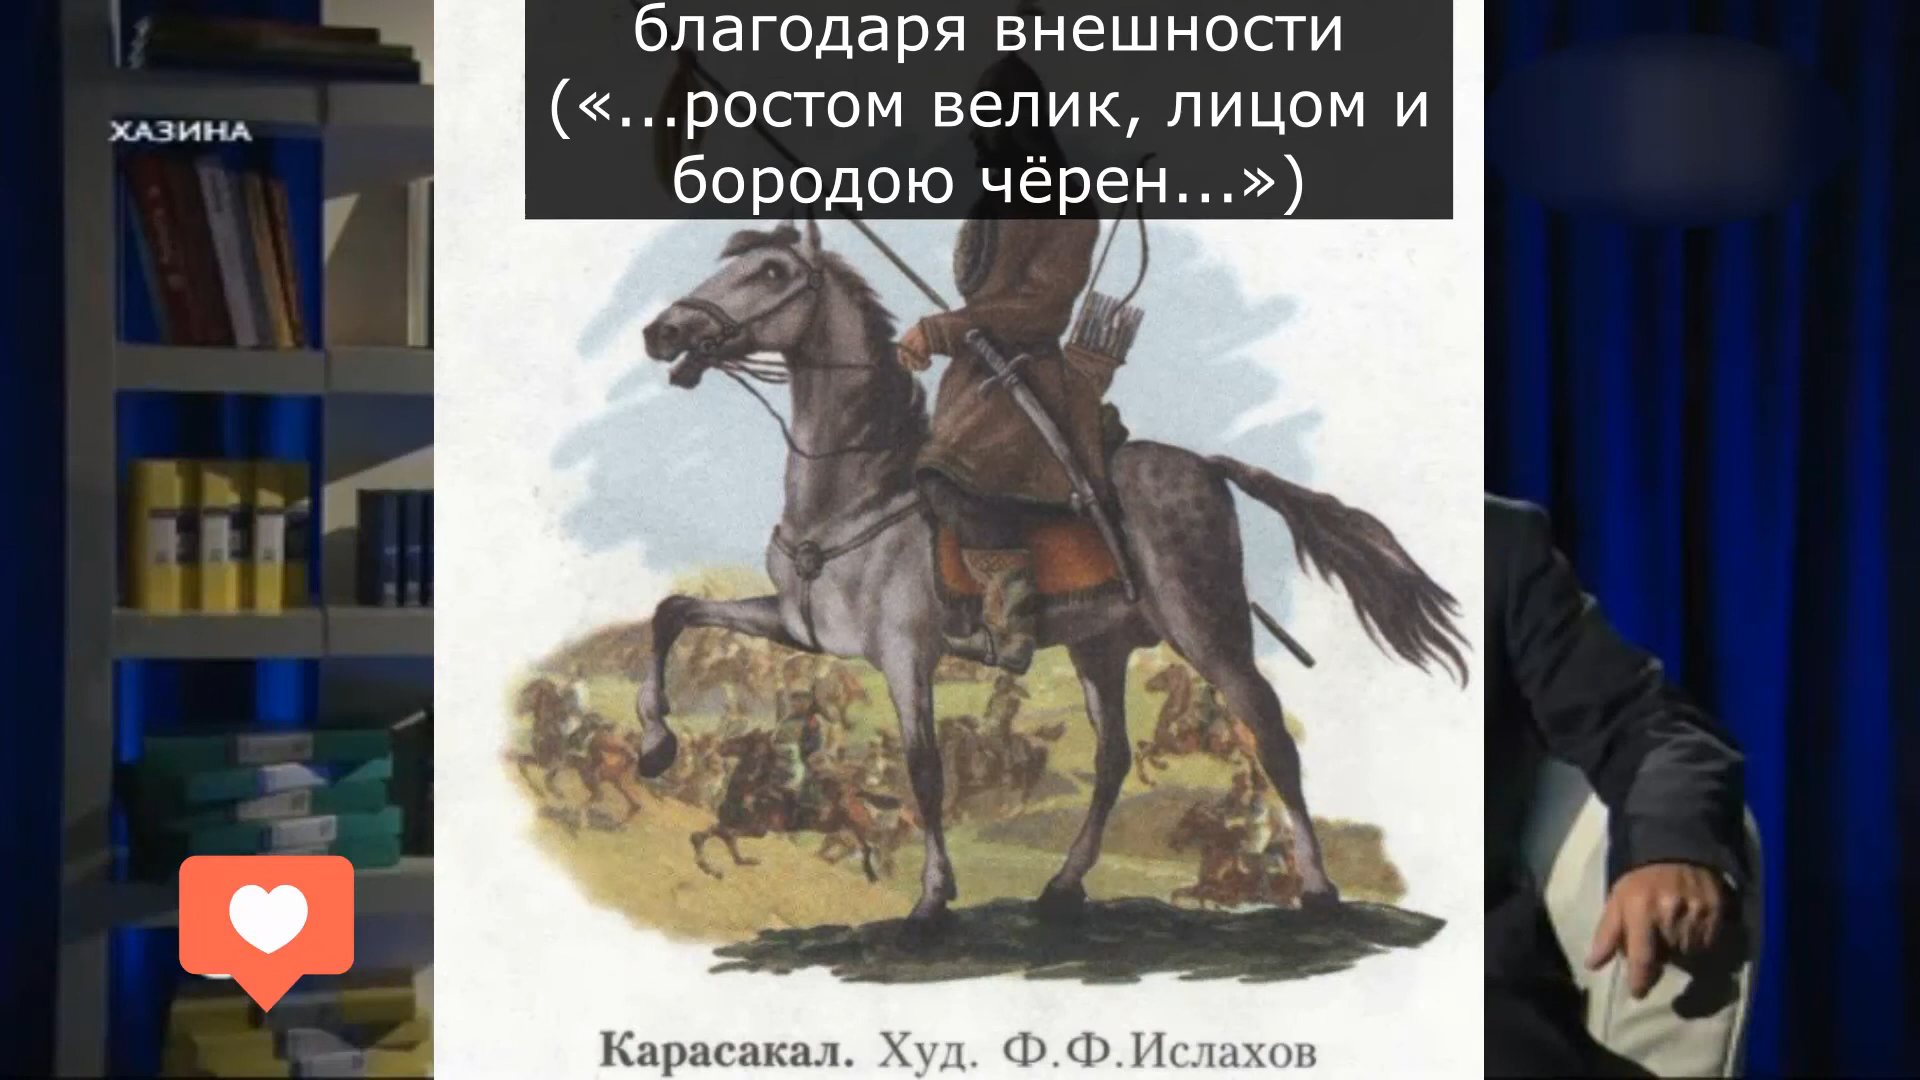 благодаря внешности
(«...ростом велик, лицом и
бородою чёрен...»)
ХАЗИНА
Карасакал. Худ. Ф.Ф.Ислахов